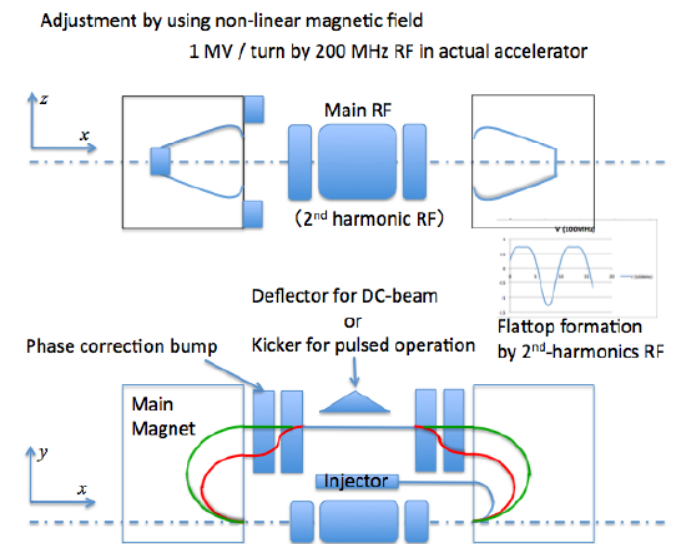 Adjustment by using non-linear magnetic field
1 MV / turn by 200 MHz RF in actual accelerator
z
x
Main RF
(2nd harmonic RF)
V (100MHz)
Deflector for DC-beam
or
Kicker for pulsed operation
Flattop formation
by 2nd-harmonics RF
Phase correction bump
Main
Magnet
y
x
Injector